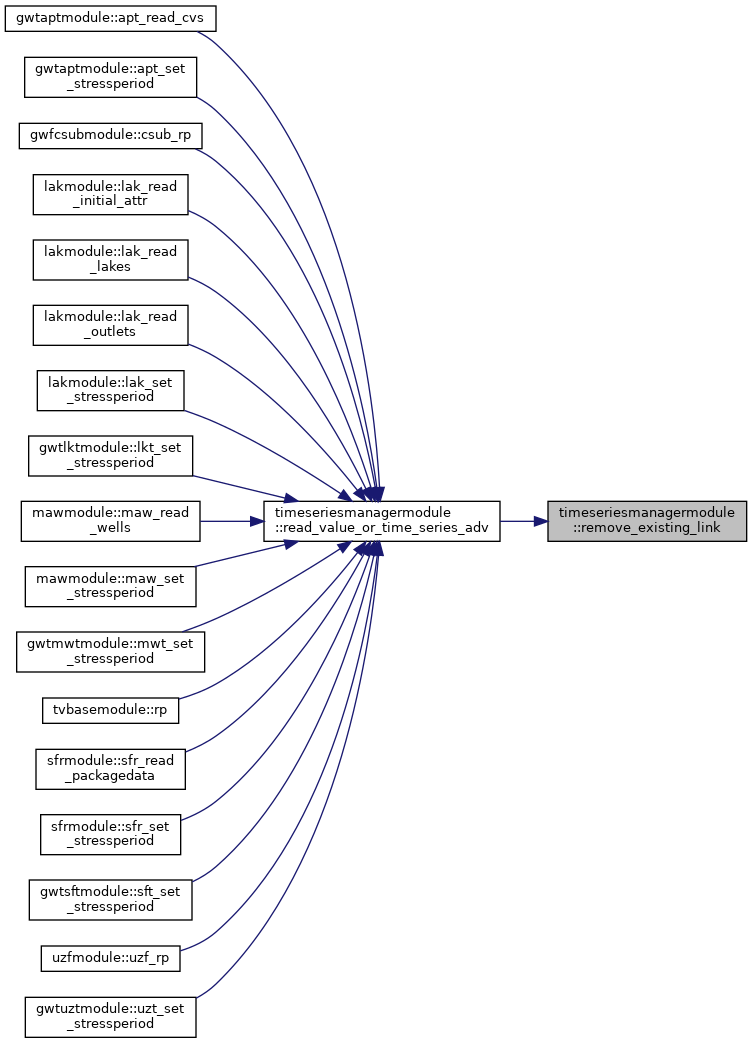 gwtaptmodule::apt_read_cvs
gwtaptmodule::apt_set
_stressperiod
gwfcsubmodule::csub_rp
lakmodule::lak_read
_initial_attr
lakmodule::lak_read
_lakes
lakmodule::lak_read
_outlets
lakmodule::lak_set
_stressperiod
gwtlktmodule::lkt_set
_stressperiod
mawmodule::maw_read
_wells
mawmodule::maw_set
_stressperiod
gwtmwtmodule::mwt_set
_stressperiod
tvbasemodule::rp
sfrmodule::sfr_read
_packagedata
sfrmodule::sfr_set
_stressperiod
gwtsftmodule::sft_set
_stressperiod
uzfmodule::uzf_rp
gwtuztmodule::uzt_set
_stressperiod
timeseriesmanagermodule
::read_value_or_time_series_adv
timeseriesmanagermodule
::remove_existing_link